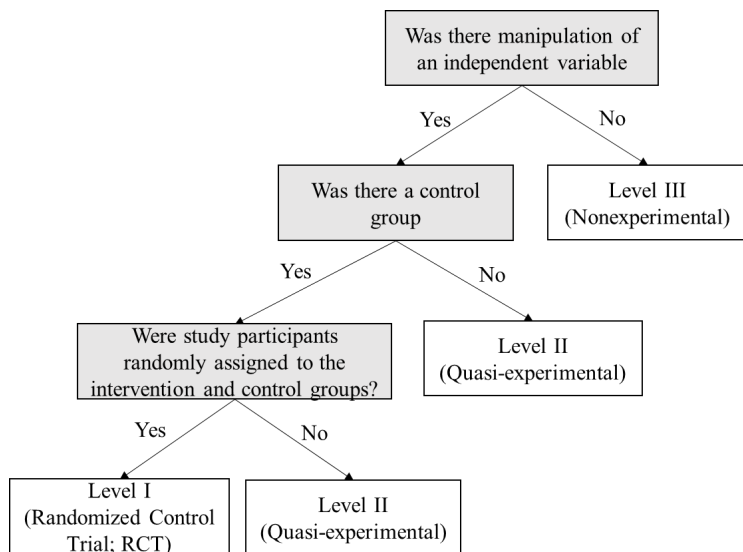 Was there manipulation of
an independent variable
Yes
No
Was there a control
group
Level III
(Nonexperimental)
Yes
No
Were study participants
randomly assigned to the
intervention and control groups?
Level II
(Quasi-experimental)
Yes
No
Level I
(Randomized Control
Trial; RCT)
Level II
(Quasi-experimental)